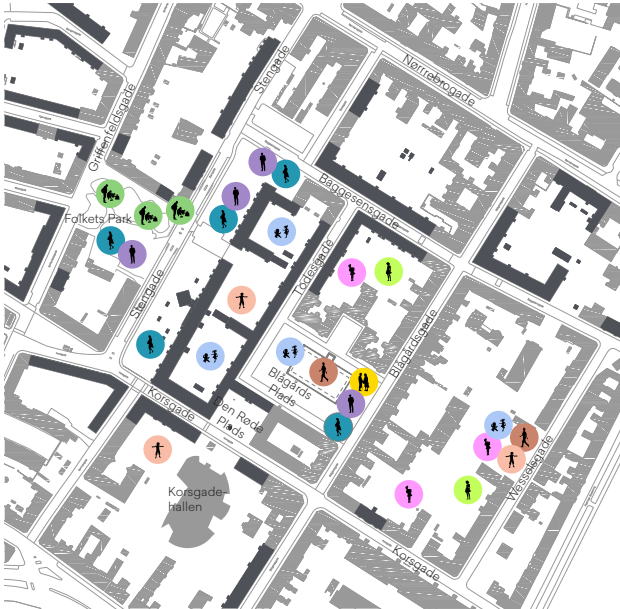 Stengade
Nørrebrogade
Griffenfeldsgade
Baggesensgade
Folkets Park
Todesgade
Stengade
Blågårdsgade
Blågårds
Plads
Korsgade
Den Røde
Plads
Wesselsgade
Korsgade-
hallen
Korsgade